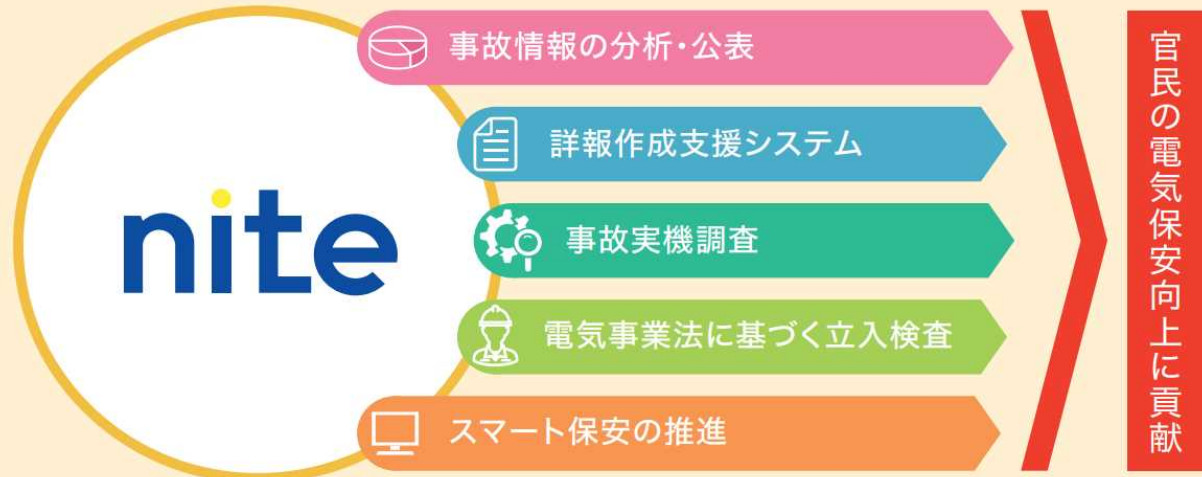 nite
事故情報の分析・公表
詳報作成支援システム
事故実機調査
電気事業法に基づく立入検査
スマート保安の推進
官民の電気保安向上に貢献